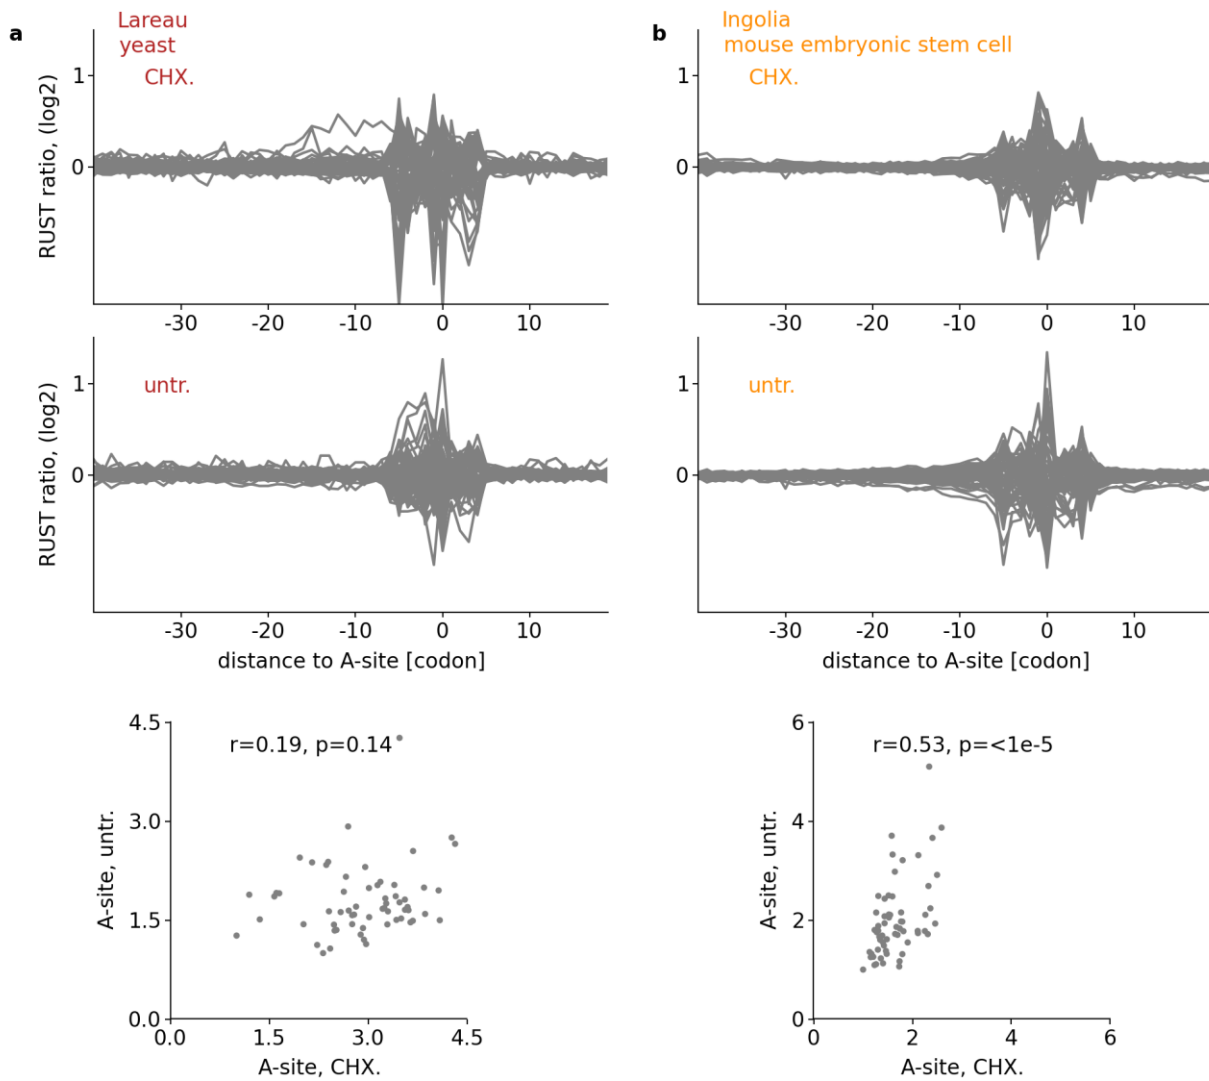 a
Lareau
yeast
CHX.
RUST ratio, (log2)
1
0
-30 -20 -10 0 10
untr.
RUST ratio, (log2)
1
0
-30 -20 -10 0 10
distance to A-site [codon]
4.5
3.0
1.5
0
r=0.19, p=0.14
A-site, untr.
0.0 1.5 3.0 4.5
A-site, CHX.
b
Ingolia
mouse embryonic stem cell
CHX.
1
0
-30 -20 -10 0 10
untr.
1
0
-30 -20 -10 0 10
distance to A-site [codon]
6
4
2
0
r=0.53, p=<1e-5
A-site, untr.
0 2 4 6
A-site, CHX.